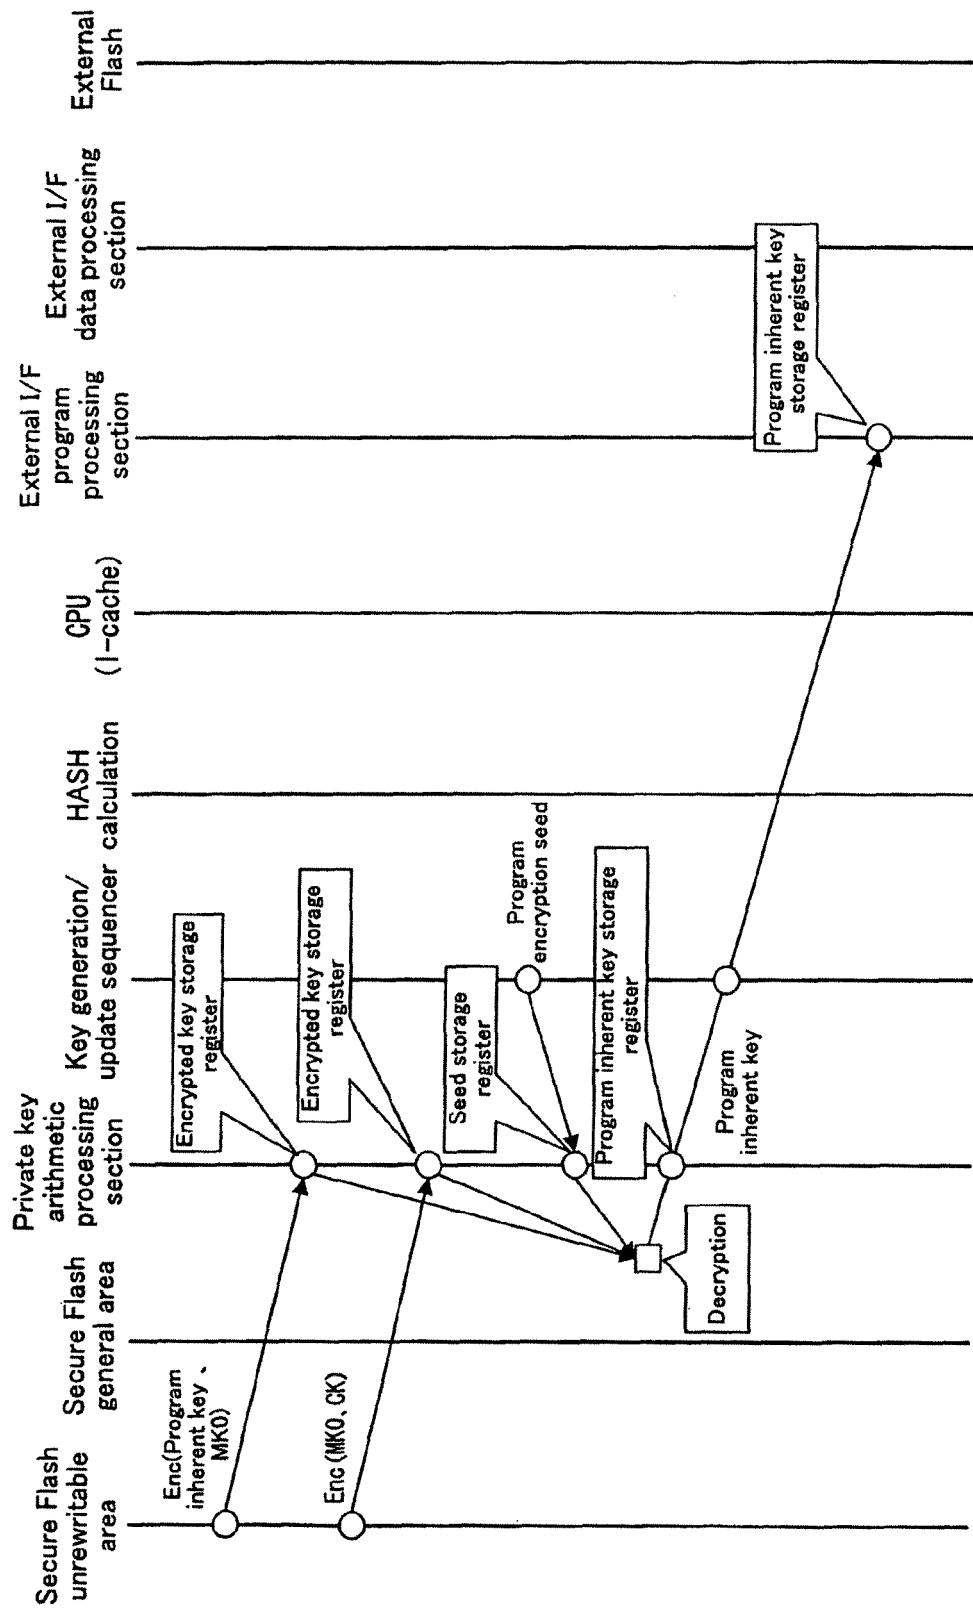 Secure Flash
unrewritable
area
Secure Flash
general area
Private key
arithmetic
processing
section
Key generation/
update sequencer
HASH
calculation
CPU
(I-cache)
External I/F
program
processing
section
External I/F
data processing
section
External
Flash
Enc(Program
inherent key、
MK0)
Encrypted key storage
register
Enc(MK0、CK)
Encrypted key storage
register
Program
encryption seed
Seed storage
register
Program inherent key storage
register
Decryption
Program
inherent key
Program inherent key
storage register